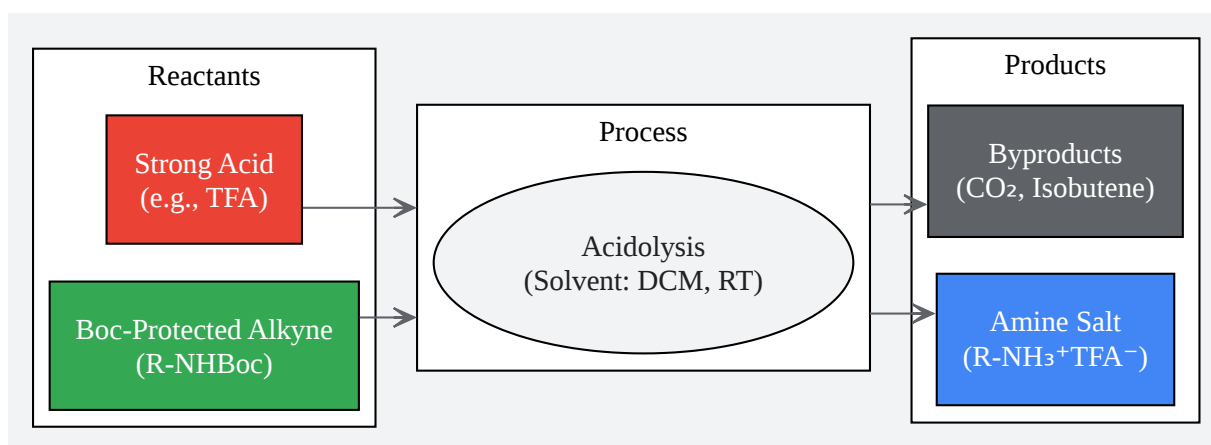 Reactants
Strong Acid
(e.g., TFA)
Boc-Protected Alkyne
(R-NHBoc)
Process
Acidolysis
(Solvent: DCM, RT)
Products
Byproducts
(CO₂, Isobutene)
Amine Salt
(R-NH₃⁺TFA⁻)